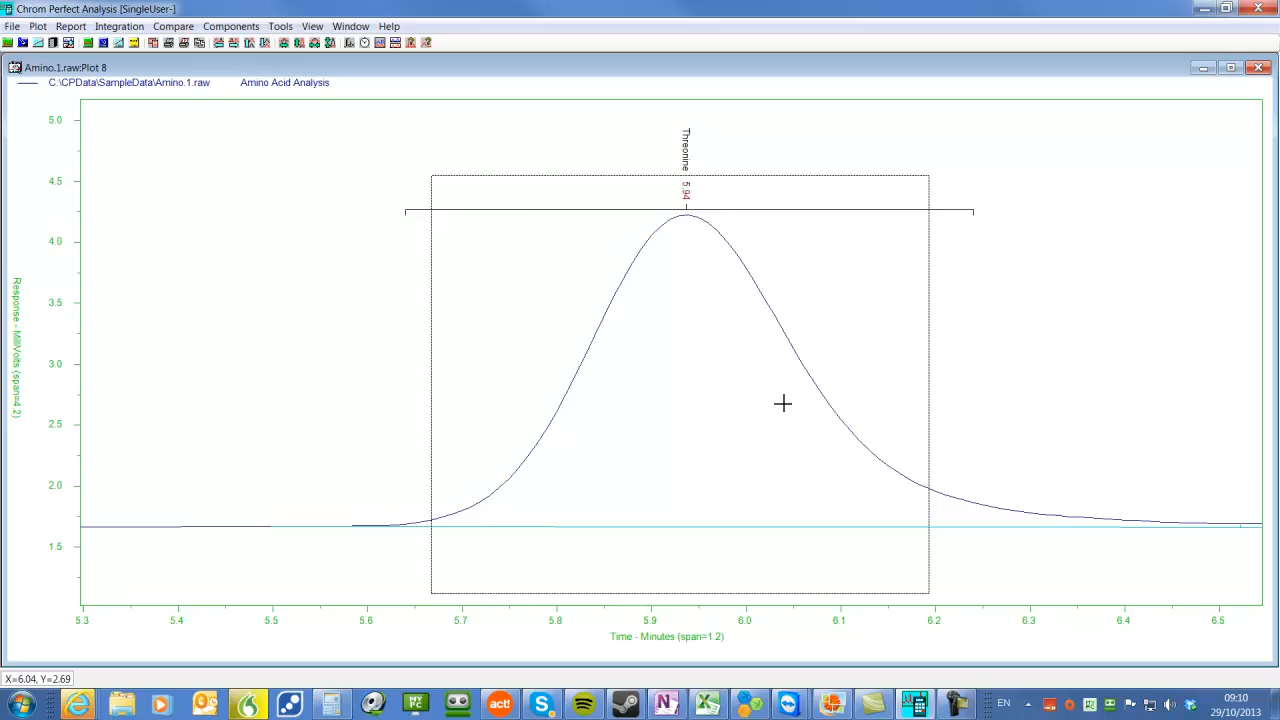 Chrom Perfect Analysis [SingleUser-]
File Plot Report Integration Compare Components Tools View Window Help
Amino.1.raw:Plot 8
C:\CPData\SampleData\Amino.1.raw Amino Acid Analysis
5.0
4.5
4.0
3.5
3.0
2.5
2.0
1.5
Response - MilliVolts (span=4.2)
Threonine 5.94
5.3 5.4 5.5 5.6 5.7 5.8 5.9 6.0 6.1 6.2 6.3 6.4 6.5
Time - Minutes (span=1.2)
X=6.04, Y=2.69
MY PC
act!
EN
09:10
29/10/2013